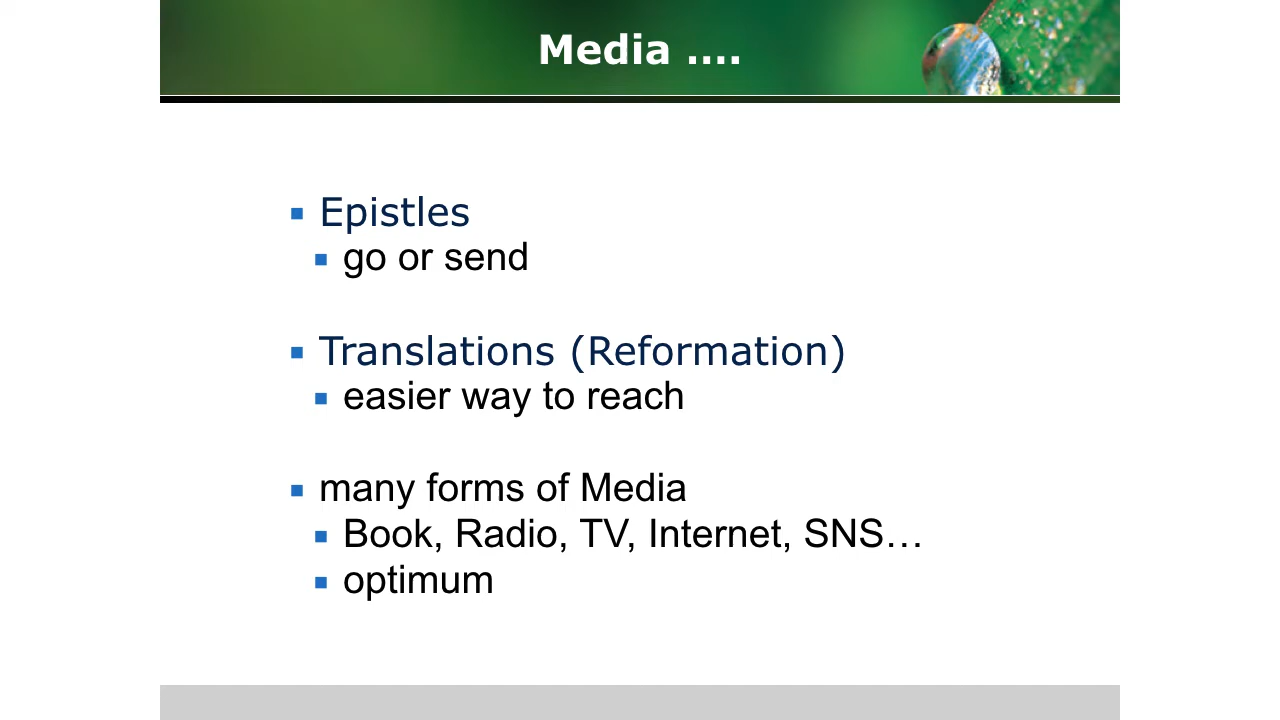 Media ....
Epistles
go or send
Translations (Reformation)
easier way to reach
many forms of Media
Book, Radio, TV, Internet, SNS…
optimum